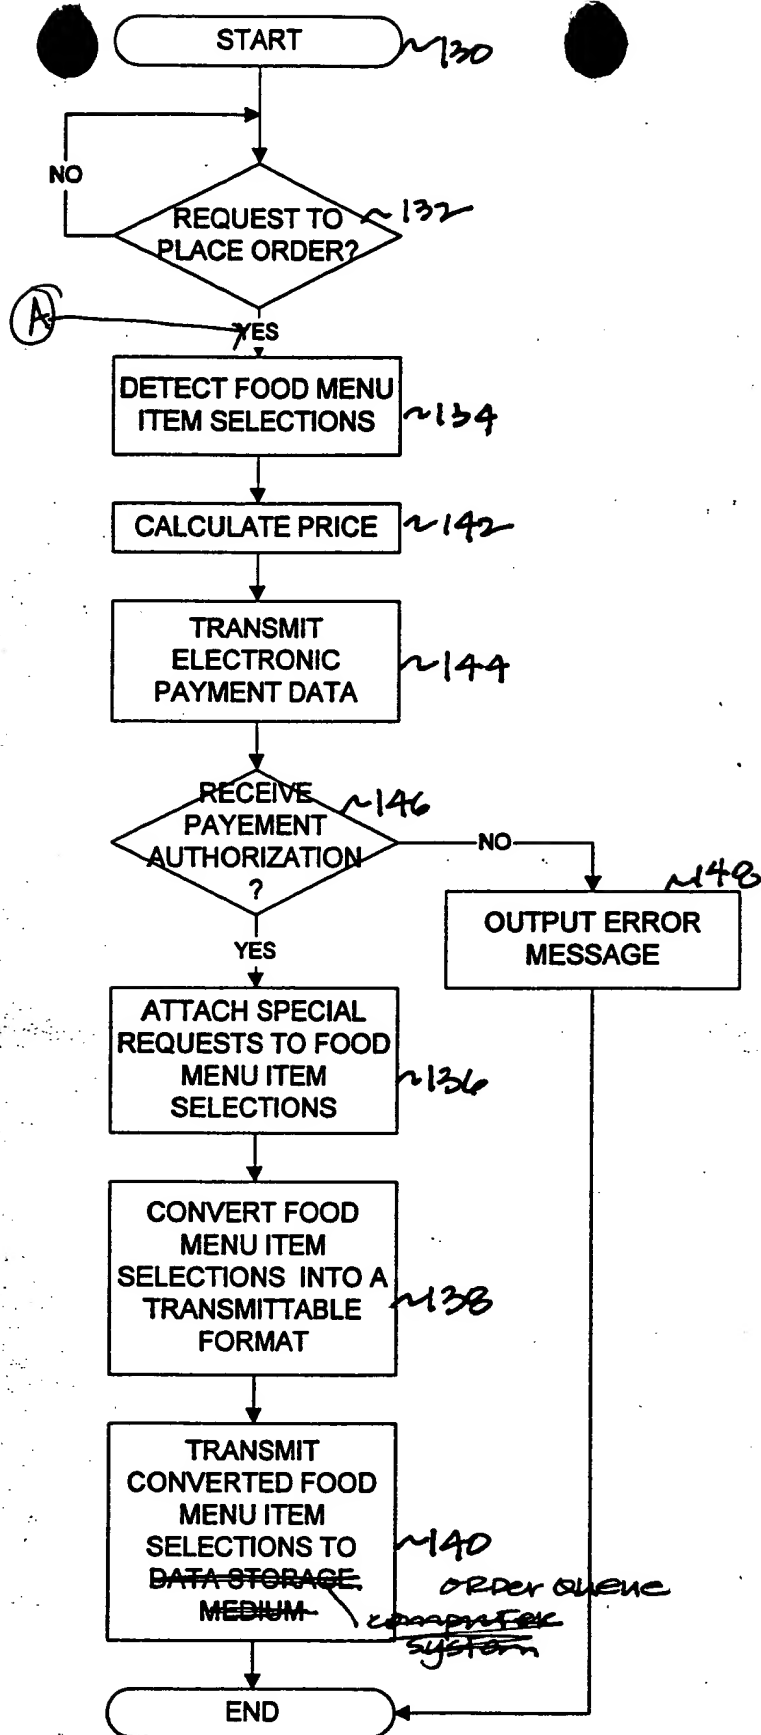 START
~130
NO
REQUEST TO
PLACE ORDER?
~132
A
YES
DETECT FOOD MENU
ITEM SELECTIONS
~134
CALCULATE PRICE
~142
TRANSMIT
ELECTRONIC
PAYMENT DATA
~144
RECEIVE
PAYEMENT
AUTHORIZATION
?
~146
NO
~148
OUTPUT ERROR
MESSAGE
YES
ATTACH SPECIAL
REQUESTS TO FOOD
MENU ITEM
SELECTIONS
~136
CONVERT FOOD
MENU ITEM
SELECTIONS INTO A
TRANSMITTABLE
FORMAT
~138
TRANSMIT
CONVERTED FOOD
MENU ITEM
SELECTIONS TO
~140
DATA STORAGE
MEDIUM
ORDER QUEUE
computer
system
END